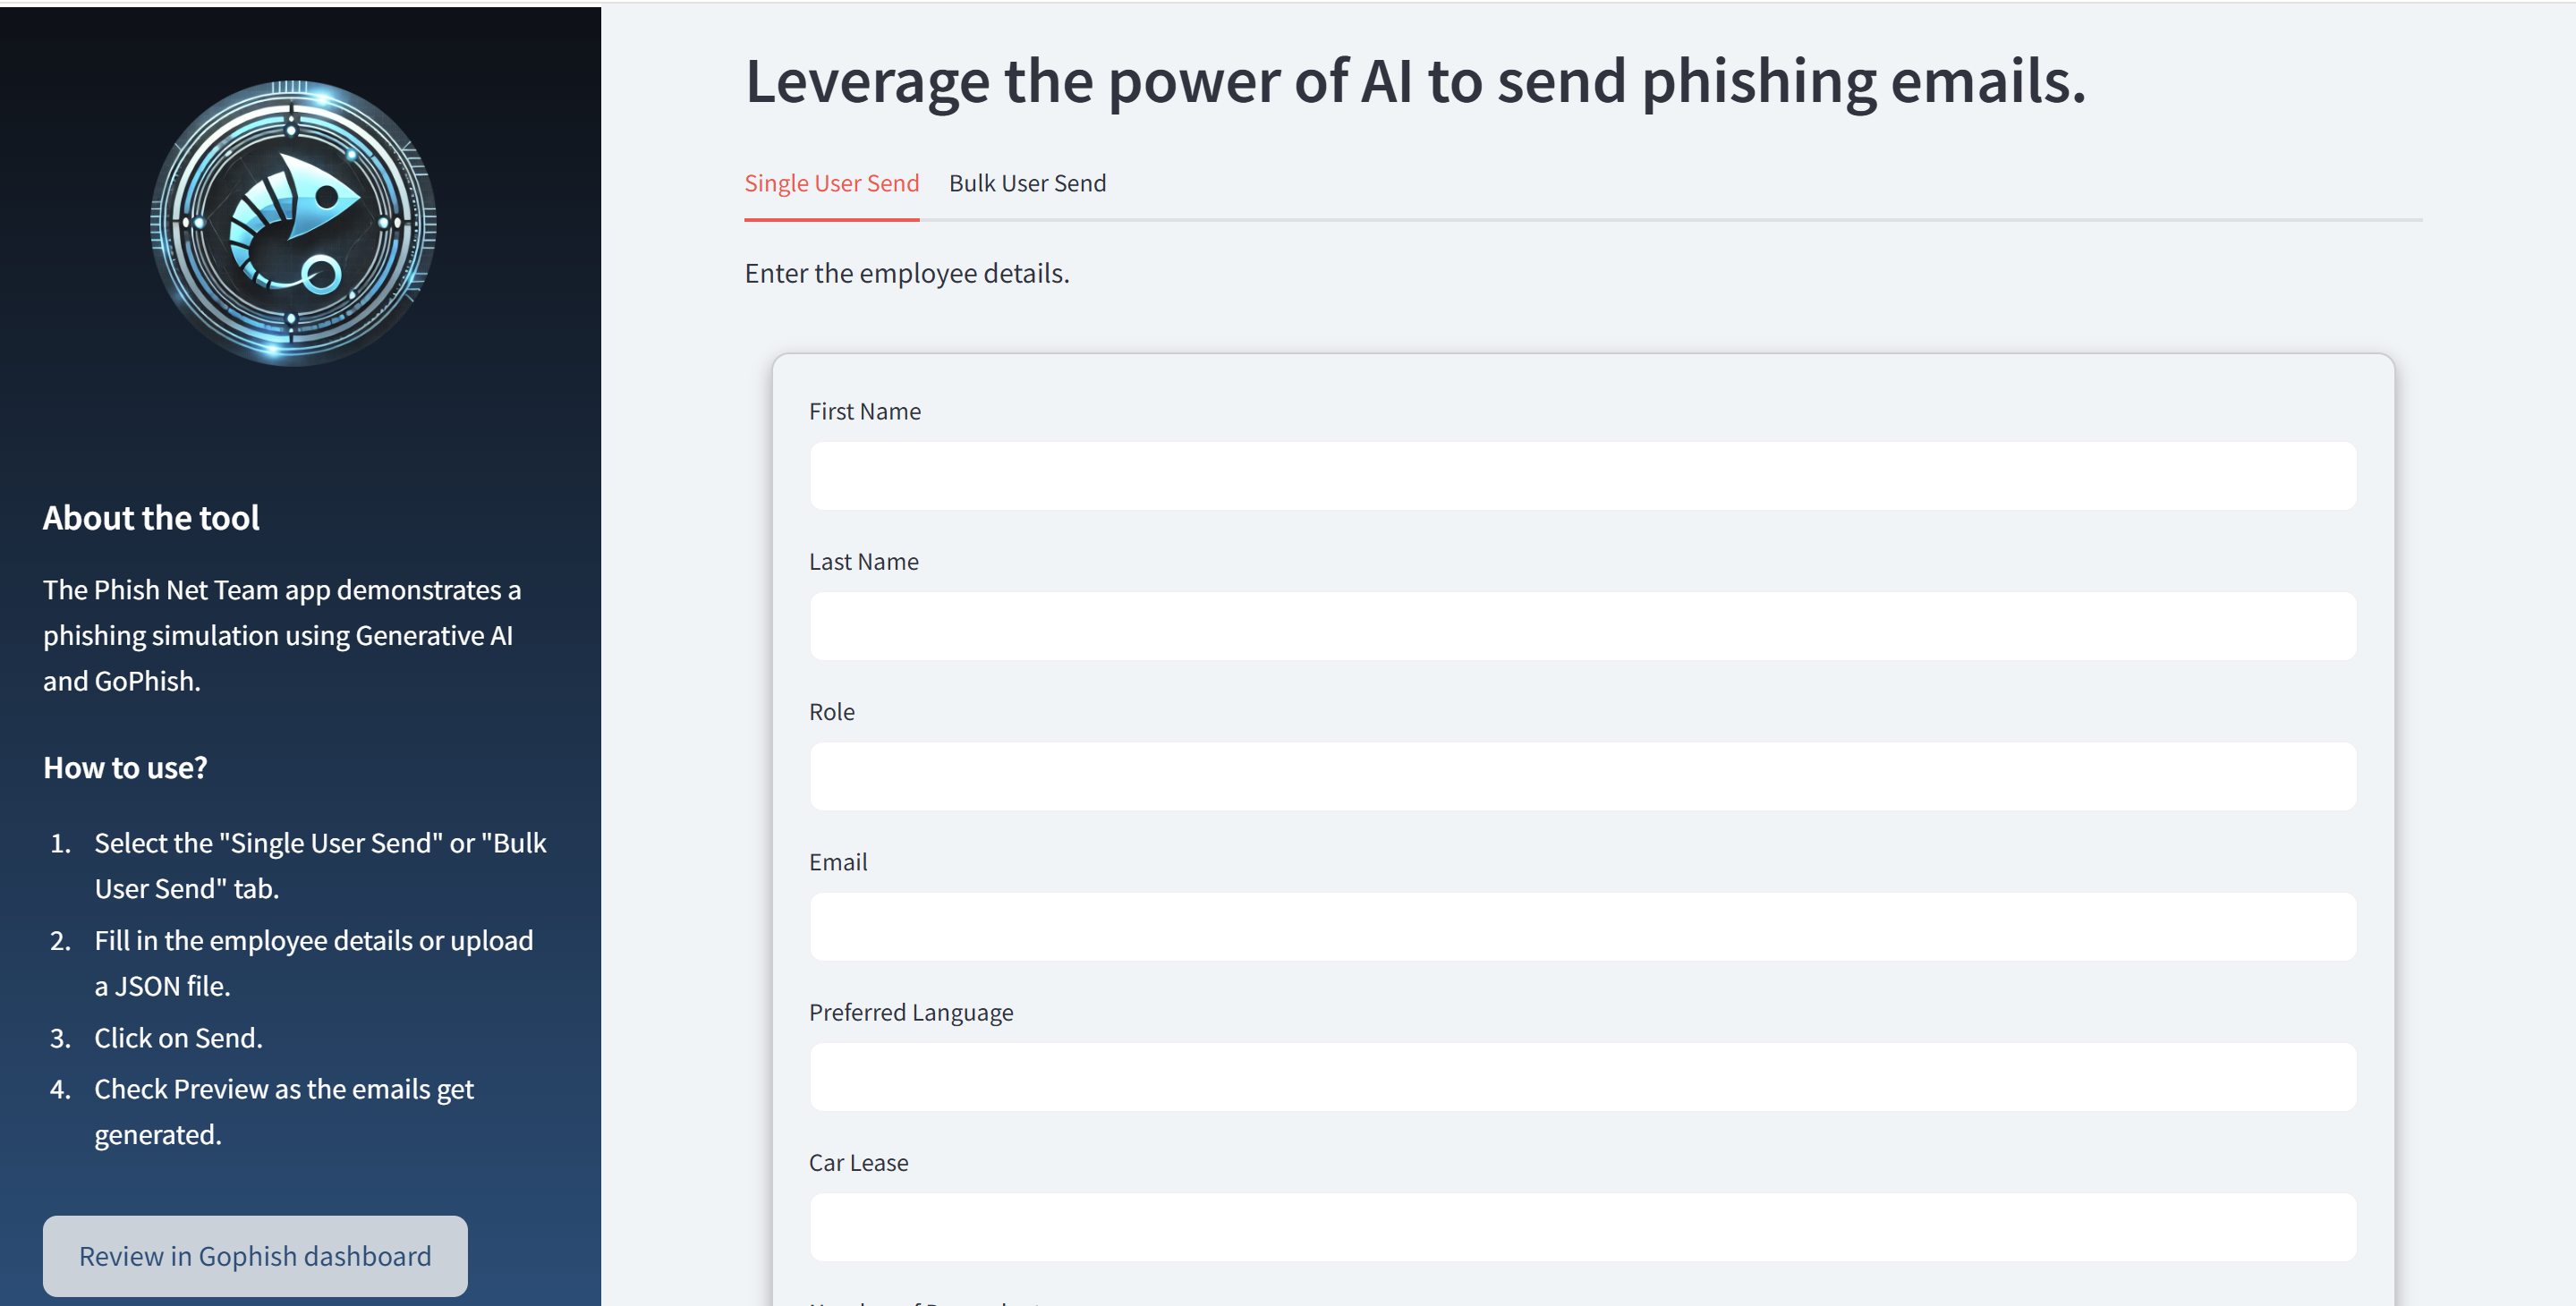 Leverage the power of AI to send phishing emails.
Single User Send
Bulk User Send
Enter the employee details.
First Name
Last Name
Role
Email
Preferred Language
Car Lease
About the tool
The Phish Net Team app demonstrates a
phishing simulation using Generative AI
and GoPhish.
How to use?
1. Select the "Single User Send" or "Bulk
User Send" tab.
2. Fill in the employee details or upload
a JSON file.
3. Click on Send.
4. Check Preview as the emails get
generated.
Review in Gophish dashboard